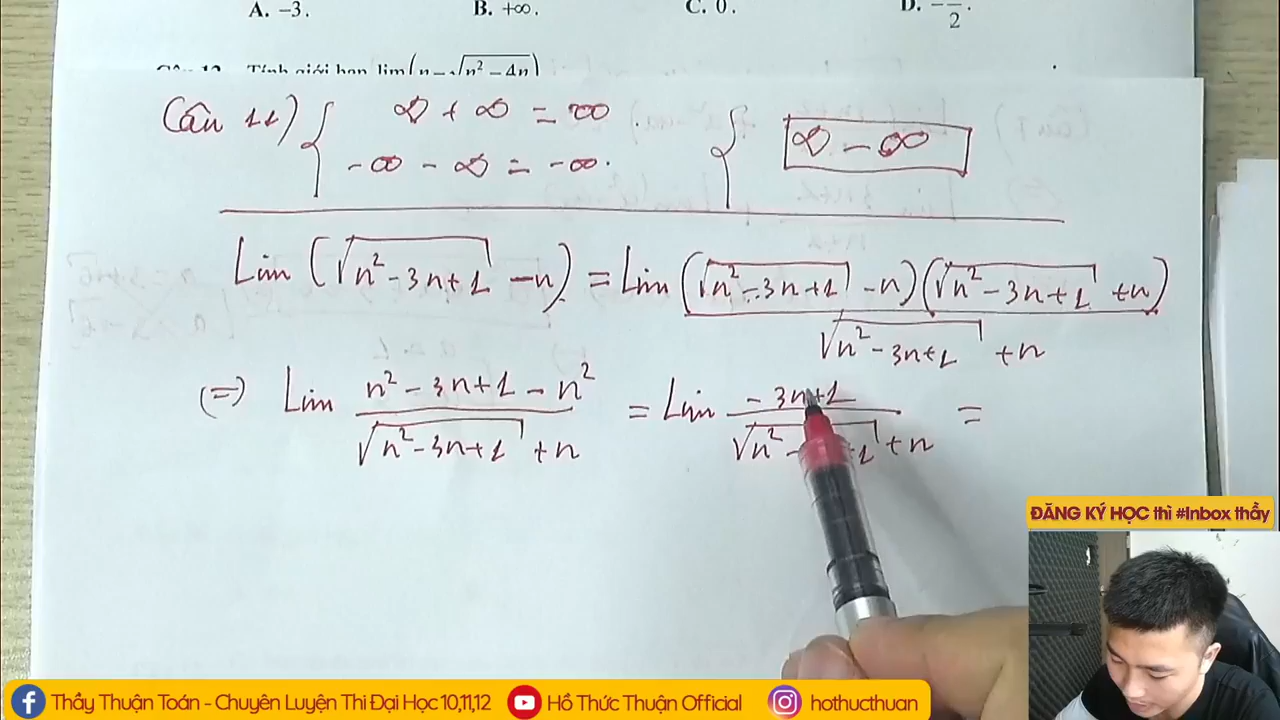 A. −3. B. +∞. C. 0. D. −/2.
Câu 12. Tính giới hạn lim(n − √(n² − 4n))
Câu 11) { ∞ + ∞ = ∞.
−∞ − ∞ = −∞. } ∞ − ∞
Lim (√(n² − 3n + 1) − n) = Lim (√(n² − 3n + 1) − n)(√(n² − 3n + 1) + n) / √(n² − 3n + 1) + n
(=) Lim n² − 3n + 1 − n² / √(n² − 3n + 1) + n = Lim −3n + 1 / √(n² − + 1) + n =
ĐĂNG KÝ HỌC thì #Inbox thầy
Thầy Thuận Toán - Chuyên Luyện Thi Đại Học 10,11,12 Hồ Thức Thuận Official hothucthuan